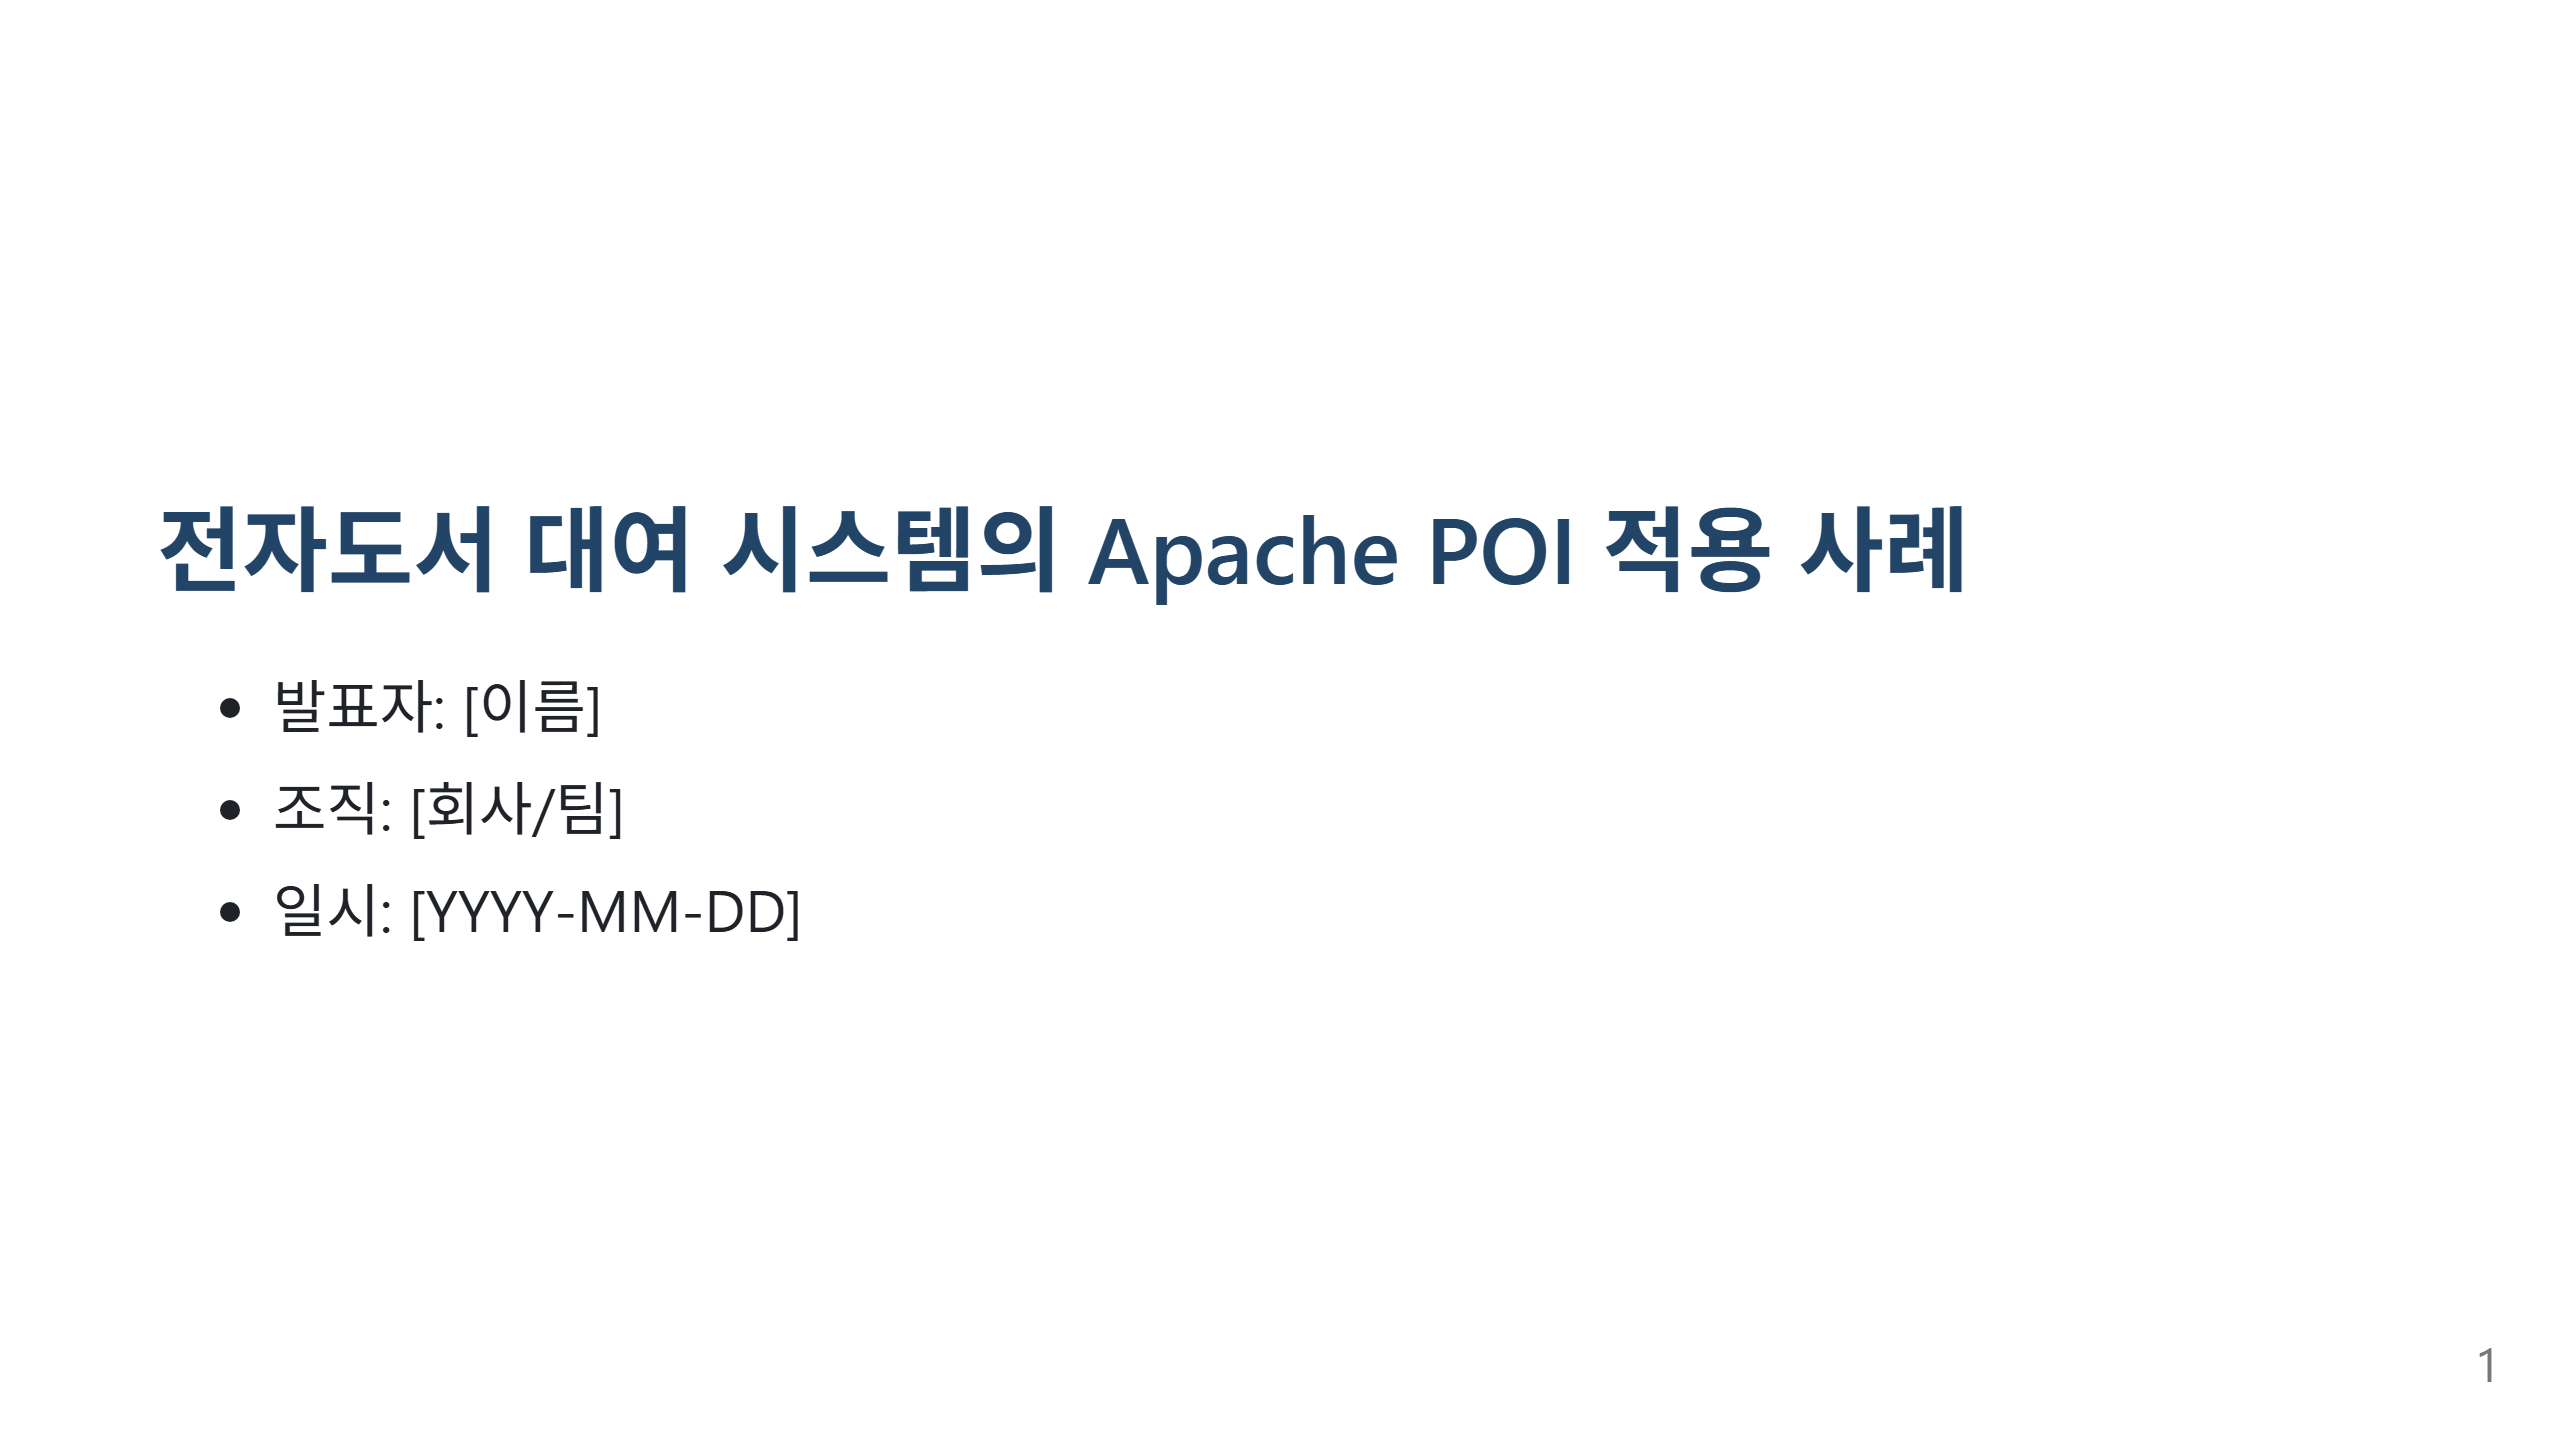 전자도서 대여 시스템의 Apache POI 적용 사례
• 발표자: [이름]
• 조직: [회사/팀]
• 일시: [YYYY-MM-DD]
1